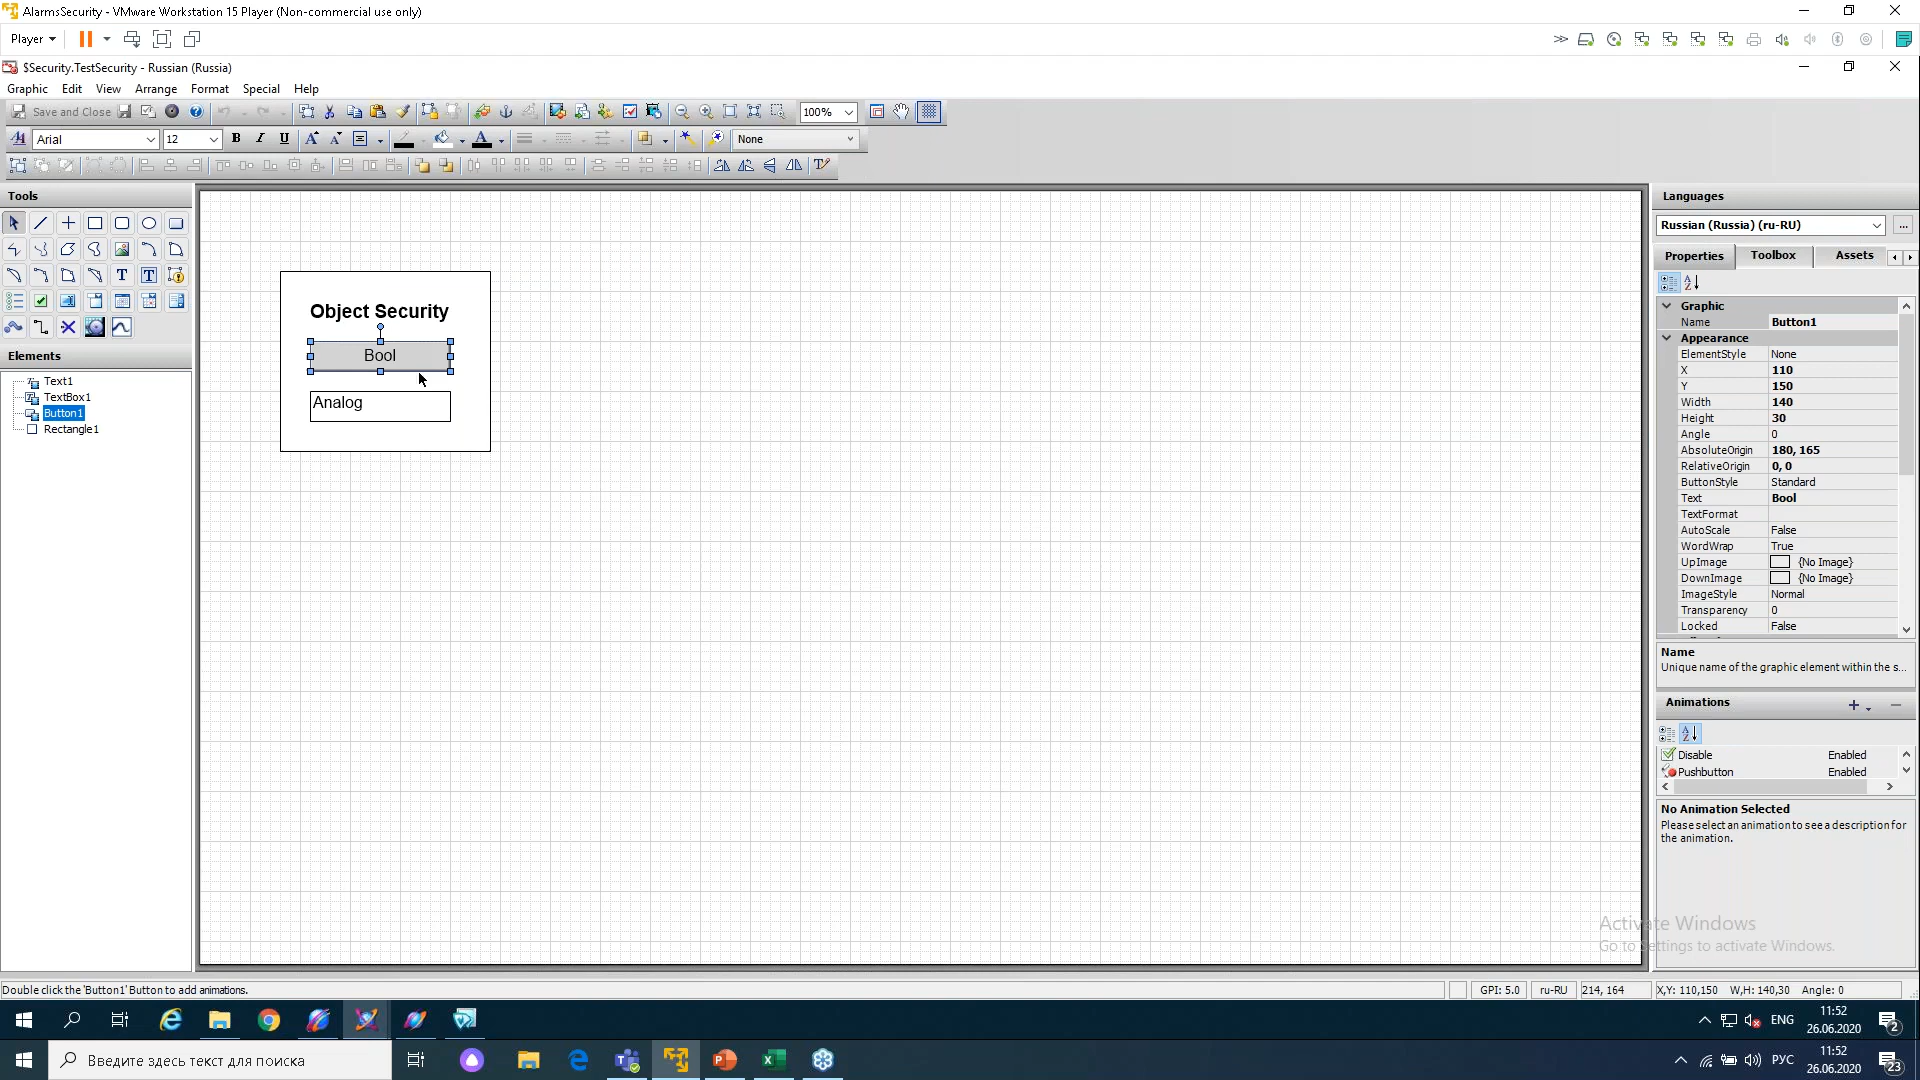 AlarmsSecurity - VMware Workstation 15 Player (Non-commercial use only)
Player
$Security.TestSecurity - Russian (Russia)
Graphic Edit View Arrange Format Special Help
Save and Close 100%
Arial 12 B I U None
Tools
Elements
Text1
TextBox1
Button1
Rectangle1
Object Security
Bool
Analog
Languages
Russian (Russia) (ru-RU) ...
Properties Toolbox Assets
Graphic
Name Button1
Appearance
ElementStyle None
X 110
Y 150
Width 140
Height 30
Angle 0
AbsoluteOrigin 180, 165
RelativeOrigin 0, 0
ButtonStyle Standard
Text Bool
TextFormat
AutoScale False
WordWrap True
UpImage {No Image}
DownImage {No Image}
ImageStyle Normal
Transparency 0
Locked False
Name
Unique name of the graphic element within the s...
Animations
Disable Enabled
Pushbutton Enabled
No Animation Selected
Please select an animation to see a description for
the animation.
Activate Windows
Go to Settings to activate Windows.
Double click the 'Button1' Button to add animations. GPI: 5.0 ru-RU 214, 164 X,Y: 110,150 W,H: 140,30 Angle: 0
ENG 11:52
26.06.2020 2
Введите здесь текст для поиска
РУС 11:52
26.06.2020 23